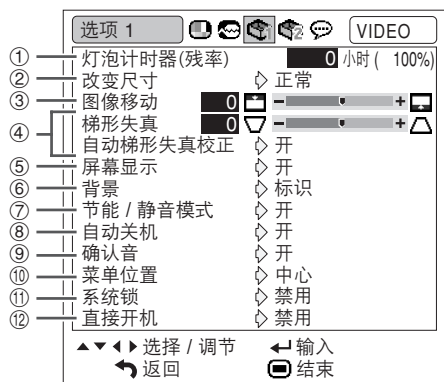 选项 1 VIDEO
① 灯泡计时器(残率) 0 小时 ( 100%)
② 改变尺寸 正常
③ 图像移动 0 − +
④ 梯形失真 0 − +
自动梯形失真校正 开
⑤ 屏幕显示 开
⑥ 背景 标识
⑦ 节能 / 静音模式 开
⑧ 自动关机 开
⑨ 确认音 开
⑩ 菜单位置 中心
⑪ 系统锁 禁用
⑫ 直接开机 禁用
选择 / 调节 输入
返回 结束